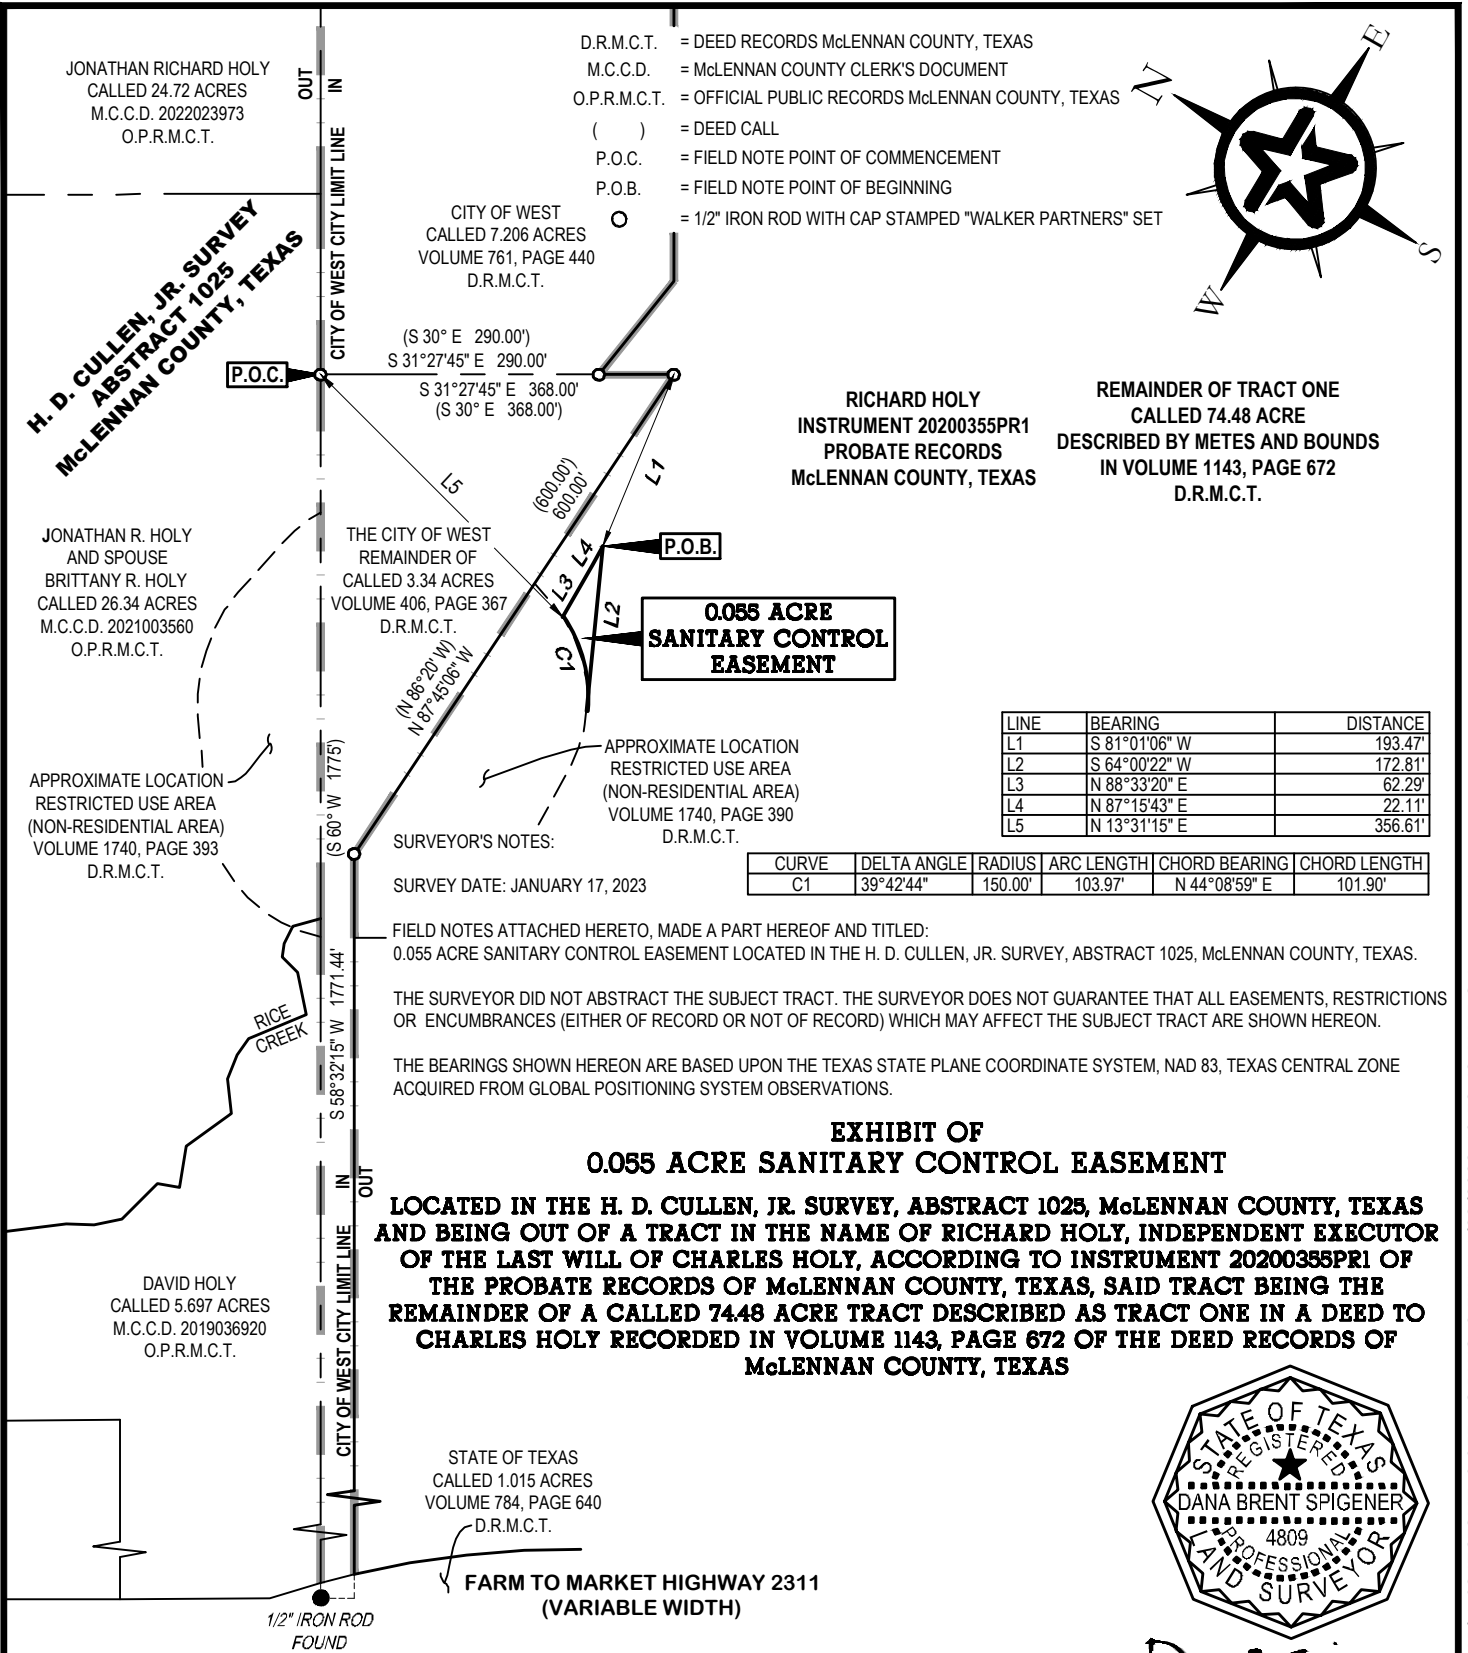 D.R.M.C.T. = DEED RECORDS McLENNAN COUNTY, TEXAS
M.C.C.D. = McLENNAN COUNTY CLERK'S DOCUMENT
O.P.R.M.C.T. = OFFICIAL PUBLIC RECORDS McLENNAN COUNTY, TEXAS
( ) = DEED CALL
P.O.C. = FIELD NOTE POINT OF COMMENCEMENT
P.O.B. = FIELD NOTE POINT OF BEGINNING
= 1/2" IRON ROD WITH CAP STAMPED "WALKER PARTNERS" SET
N
E
S
W
JONATHAN RICHARD HOLY
CALLED 24.72 ACRES
M.C.C.D. 2022023973
O.P.R.M.C.T.
OUT
IN
CITY OF WEST CITY LIMIT LINE
CITY OF WEST
CALLED 7.206 ACRES
VOLUME 761, PAGE 440
D.R.M.C.T.
H. D. CULLEN, JR. SURVEY
ABSTRACT 1025
McLENNAN COUNTY, TEXAS
P.O.C.
(S 30° E 290.00')
S 31°27'45" E 290.00'
S 31°27'45" E 368.00'
(S 30° E 368.00')
RICHARD HOLY
INSTRUMENT 20200355PR1
PROBATE RECORDS
McLENNAN COUNTY, TEXAS
REMAINDER OF TRACT ONE
CALLED 74.48 ACRE
DESCRIBED BY METES AND BOUNDS
IN VOLUME 1143, PAGE 672
D.R.M.C.T.
L5
(600.00')
600.00'
L1
JONATHAN R. HOLY
AND SPOUSE
BRITTANY R. HOLY
CALLED 26.34 ACRES
M.C.C.D. 2021003560
O.P.R.M.C.T.
THE CITY OF WEST
REMAINDER OF
CALLED 3.34 ACRES
VOLUME 406, PAGE 367
D.R.M.C.T.
L4
L3
P.O.B.
L2
C1
0.055 ACRE
SANITARY CONTROL
EASEMENT
(N 86°20' W)
N 87°45'06" W
APPROXIMATE LOCATION
RESTRICTED USE AREA
(NON-RESIDENTIAL AREA)
VOLUME 1740, PAGE 393
D.R.M.C.T.
(S 60° W 1775')
S 58°32'15" W 1771.44'
APPROXIMATE LOCATION
RESTRICTED USE AREA
(NON-RESIDENTIAL AREA)
VOLUME 1740, PAGE 390
D.R.M.C.T.
LINE BEARING DISTANCE
L1 S 81°01'06" W 193.47'
L2 S 64°00'22" W 172.81'
L3 N 88°33'20" E 62.29'
L4 N 87°15'43" E 22.11'
L5 N 13°31'15" E 356.61'
CURVE DELTA ANGLE RADIUS ARC LENGTH CHORD BEARING CHORD LENGTH
C1 39°42'44" 150.00' 103.97' N 44°08'59" E 101.90'
SURVEYOR'S NOTES:
SURVEY DATE: JANUARY 17, 2023
FIELD NOTES ATTACHED HERETO, MADE A PART HEREOF AND TITLED:
0.055 ACRE SANITARY CONTROL EASEMENT LOCATED IN THE H. D. CULLEN, JR. SURVEY, ABSTRACT 1025, McLENNAN COUNTY, TEXAS.
THE SURVEYOR DID NOT ABSTRACT THE SUBJECT TRACT. THE SURVEYOR DOES NOT GUARANTEE THAT ALL EASEMENTS, RESTRICTIONS
OR ENCUMBRANCES (EITHER OF RECORD OR NOT OF RECORD) WHICH MAY AFFECT THE SUBJECT TRACT ARE SHOWN HEREON.
THE BEARINGS SHOWN HEREON ARE BASED UPON THE TEXAS STATE PLANE COORDINATE SYSTEM, NAD 83, TEXAS CENTRAL ZONE
ACQUIRED FROM GLOBAL POSITIONING SYSTEM OBSERVATIONS.
RICE
CREEK
EXHIBIT OF
0.055 ACRE SANITARY CONTROL EASEMENT
LOCATED IN THE H. D. CULLEN, JR. SURVEY, ABSTRACT 1025, McLENNAN COUNTY, TEXAS
AND BEING OUT OF A TRACT IN THE NAME OF RICHARD HOLY, INDEPENDENT EXECUTOR
OF THE LAST WILL OF CHARLES HOLY, ACCORDING TO INSTRUMENT 20200355PR1 OF
THE PROBATE RECORDS OF McLENNAN COUNTY, TEXAS, SAID TRACT BEING THE
REMAINDER OF A CALLED 74.48 ACRE TRACT DESCRIBED AS TRACT ONE IN A DEED TO
CHARLES HOLY RECORDED IN VOLUME 1143, PAGE 672 OF THE DEED RECORDS OF
McLENNAN COUNTY, TEXAS
IN
OUT
CITY OF WEST CITY LIMIT LINE
DAVID HOLY
CALLED 5.697 ACRES
M.C.C.D. 2019036920
O.P.R.M.C.T.
STATE OF TEXAS
CALLED 1.015 ACRES
VOLUME 784, PAGE 640
D.R.M.C.T.
FARM TO MARKET HIGHWAY 2311
(VARIABLE WIDTH)
1/2" IRON ROD
FOUND
STATE OF TEXAS
REGISTERED
DANA BRENT SPIGENER
4809
PROFESSIONAL
LAND SURVEYOR